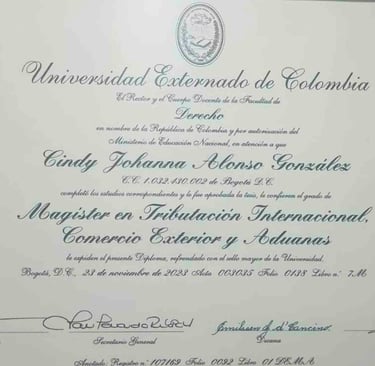 Universidad Externado de Colombia
El Rector y el Cuerpo Docente de la Facultad de
Derecho
en nombre de la República de Colombia y por autorización del
Ministerio de Educación Nacional, en atención a que
Cindy Johanna Alonso González
C.C. 1.032.430.002 de Bogotá D.C.
completó los estudios correspondientes y le fue aprobada la tesis, le confieren el grado de
Magíster en Tributación Internacional,
Comercio Exterior y Aduanas
le expiden el presente Diploma, refrendado con el sello mayor de la Universidad.
Bogotá, D.C., 23 de noviembre de 2023 Acta 003035 Folio 0138 Libro n.° 7.M
Secretario General
Decana
Anotado: Registro n.° 107169 Folio 0092 Libro 01 D.E.M.A